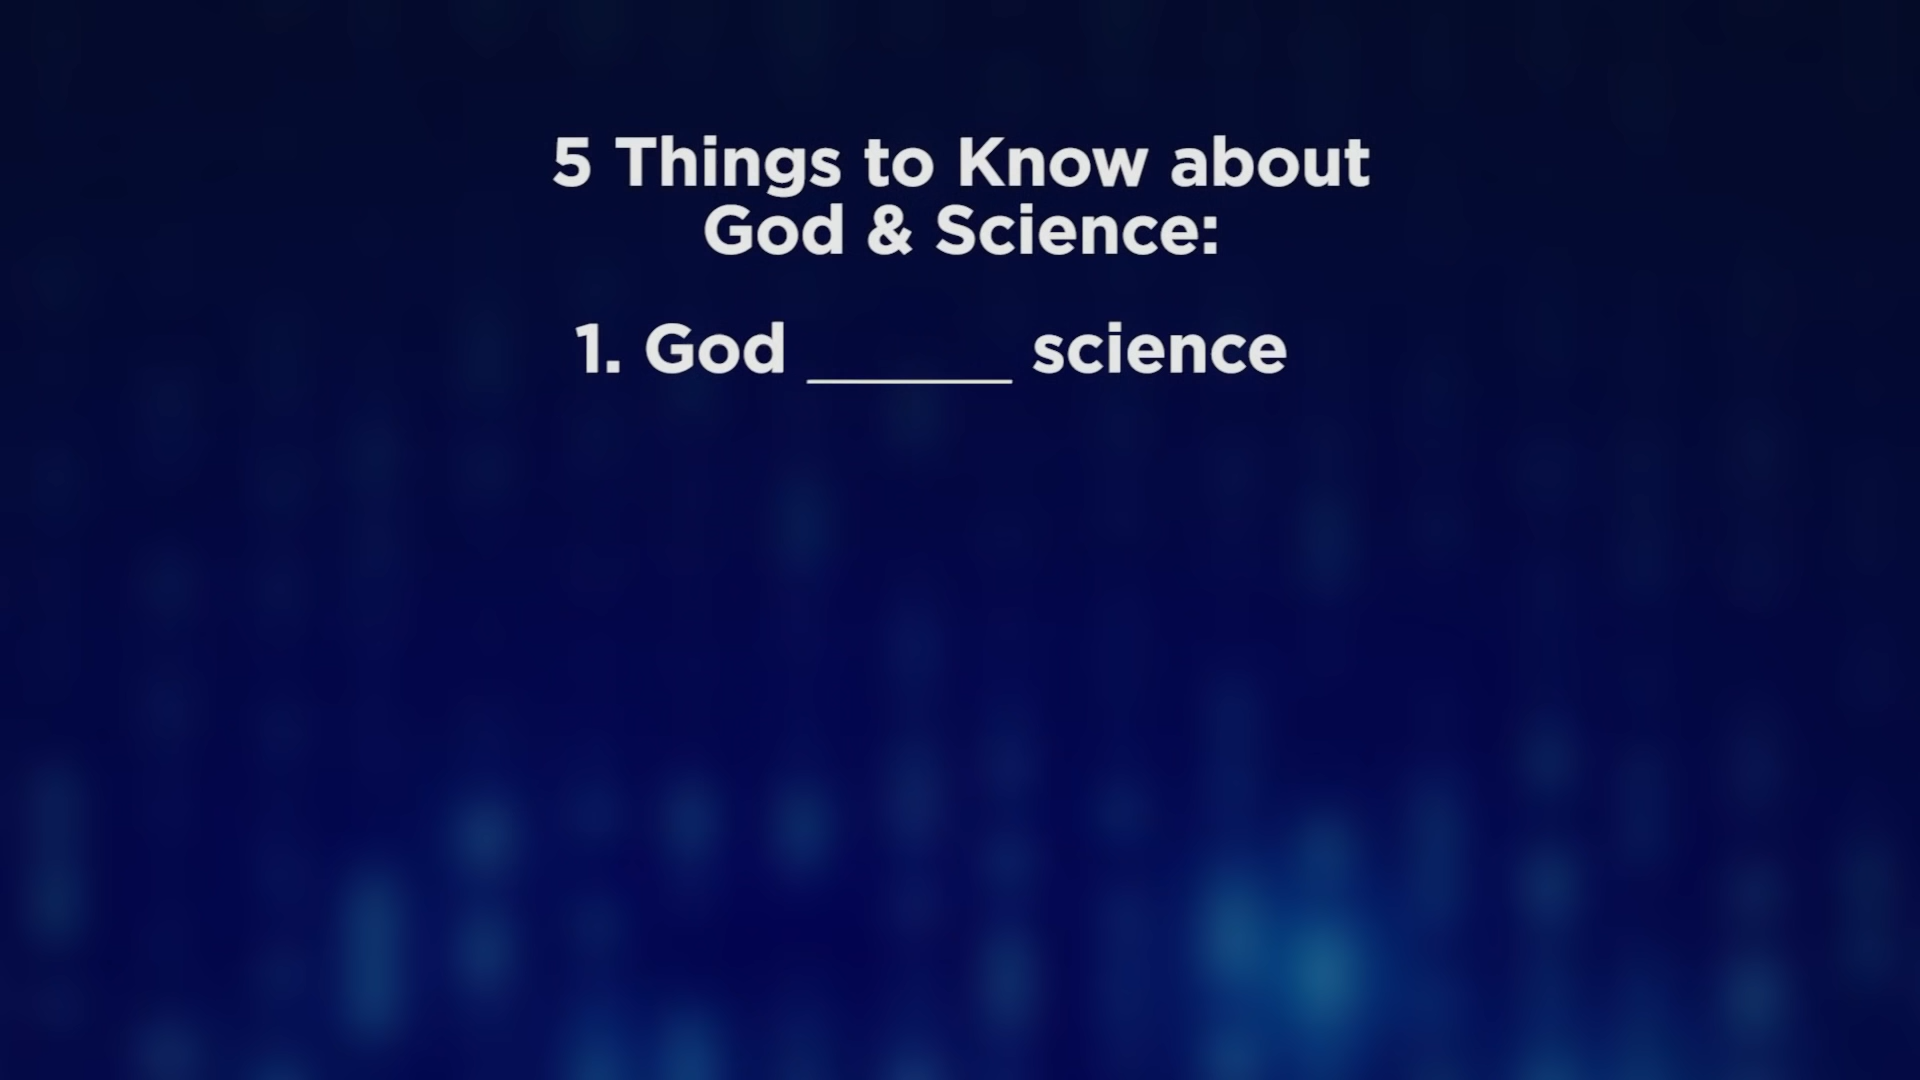 5 Things to Know about
God & Science:
1. God ______ science